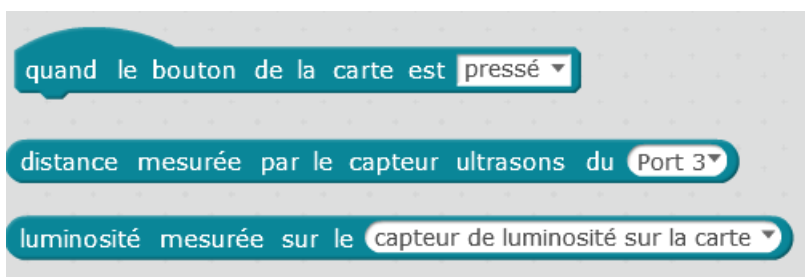 quand le bouton de la carte est pressé
distance mesurée par le capteur ultrasons du Port 3
luminosité mesurée sur le capteur de luminosité sur la carte